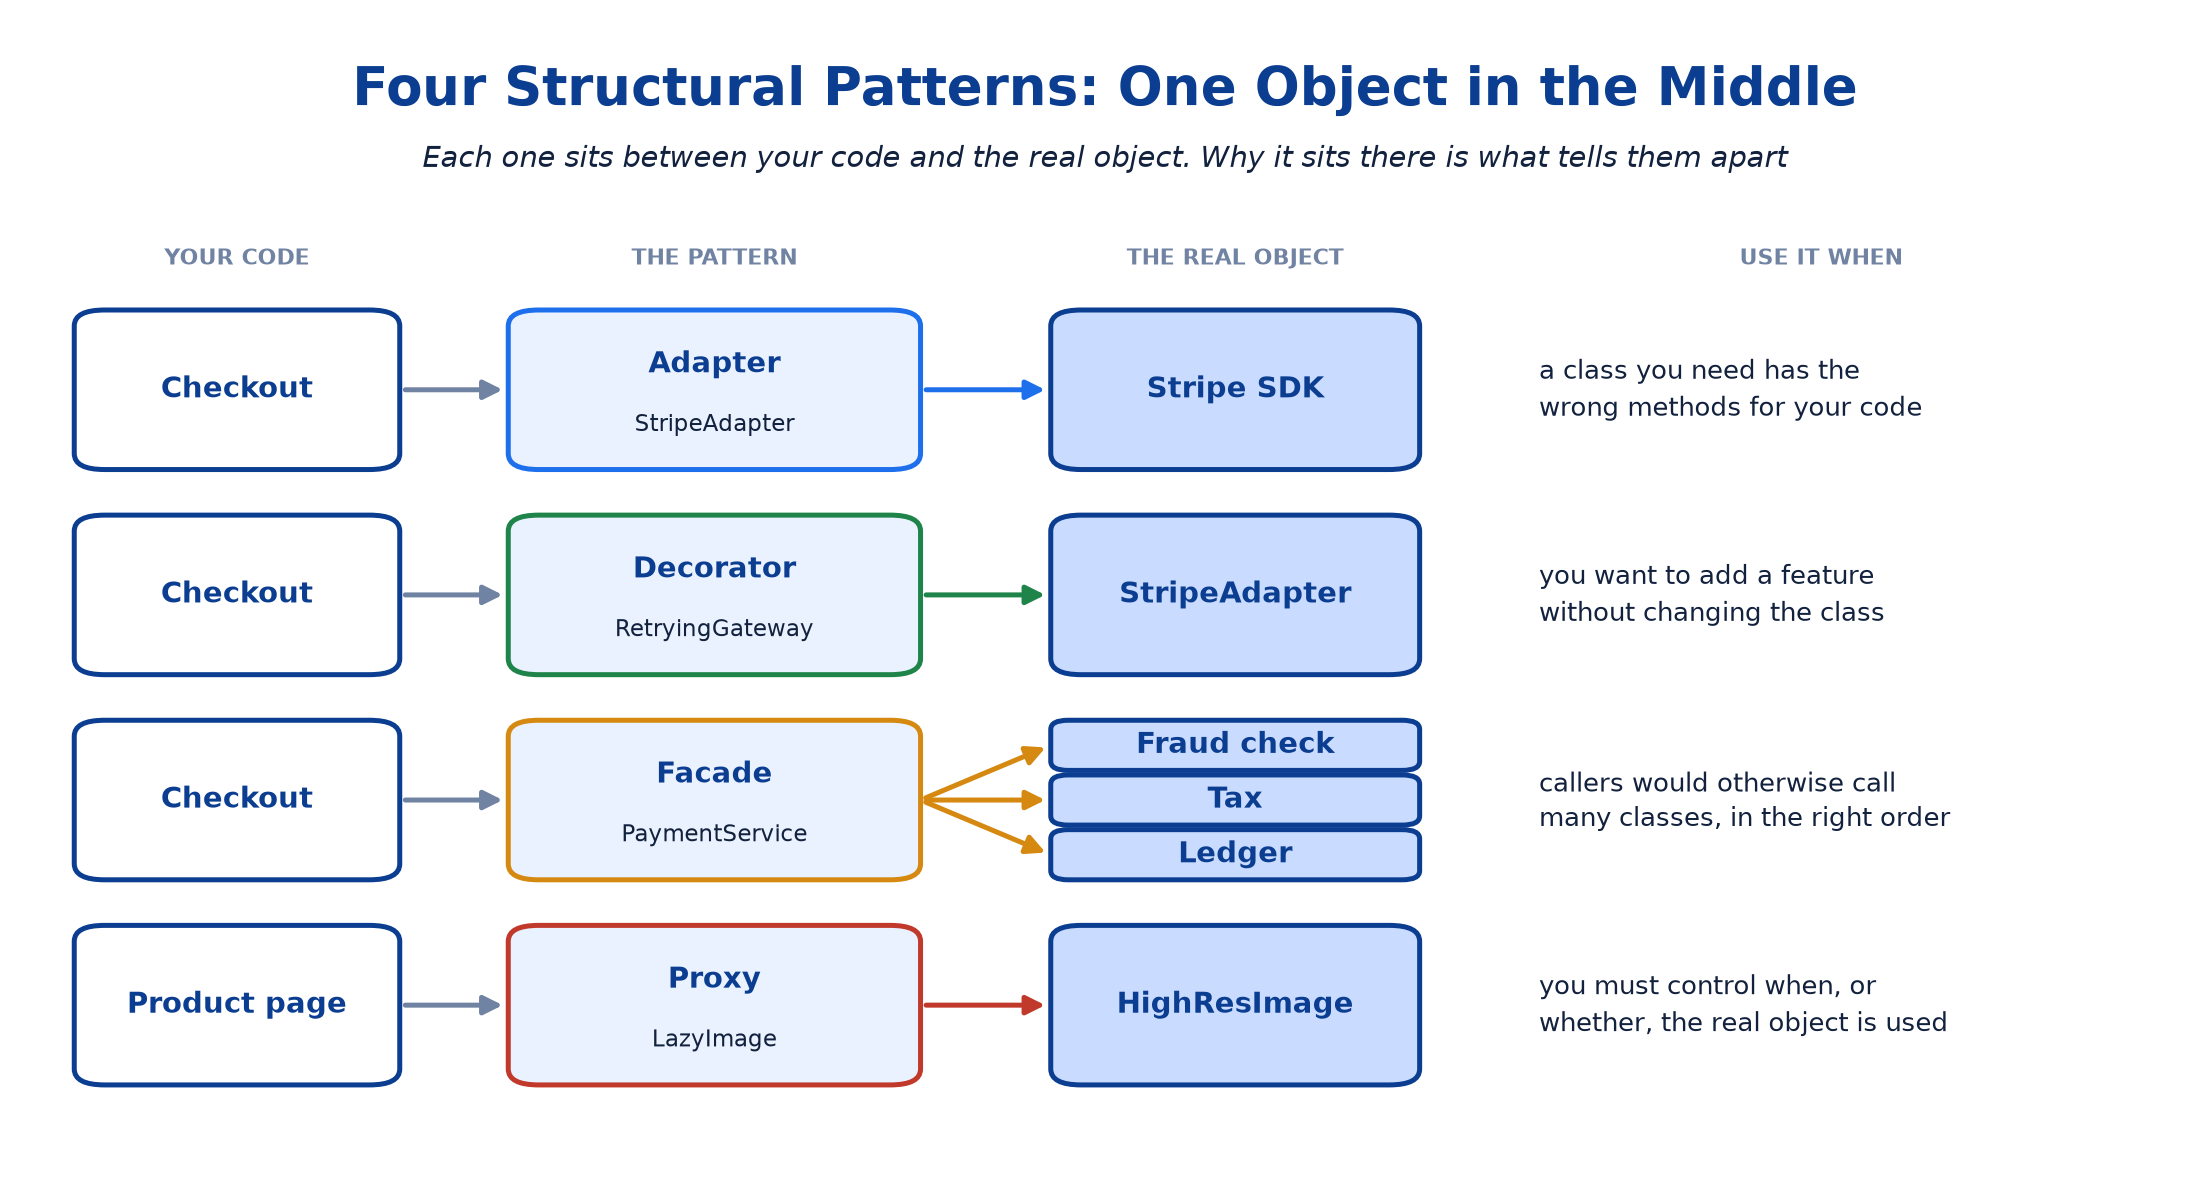 Four Structural Patterns: One Object in the Middle
Each one sits between your code and the real object. Why it sits there is what tells them apart
YOUR CODE
THE PATTERN
THE REAL OBJECT
USE IT WHEN
Checkout
Adapter
StripeAdapter
Stripe SDK
a class you need has the
wrong methods for your code
Checkout
Decorator
RetryingGateway
StripeAdapter
you want to add a feature
without changing the class
Checkout
Facade
PaymentService
Fraud check
Tax
Ledger
callers would otherwise call
many classes, in the right order
Product page
Proxy
LazyImage
HighResImage
you must control when, or
whether, the real object is used